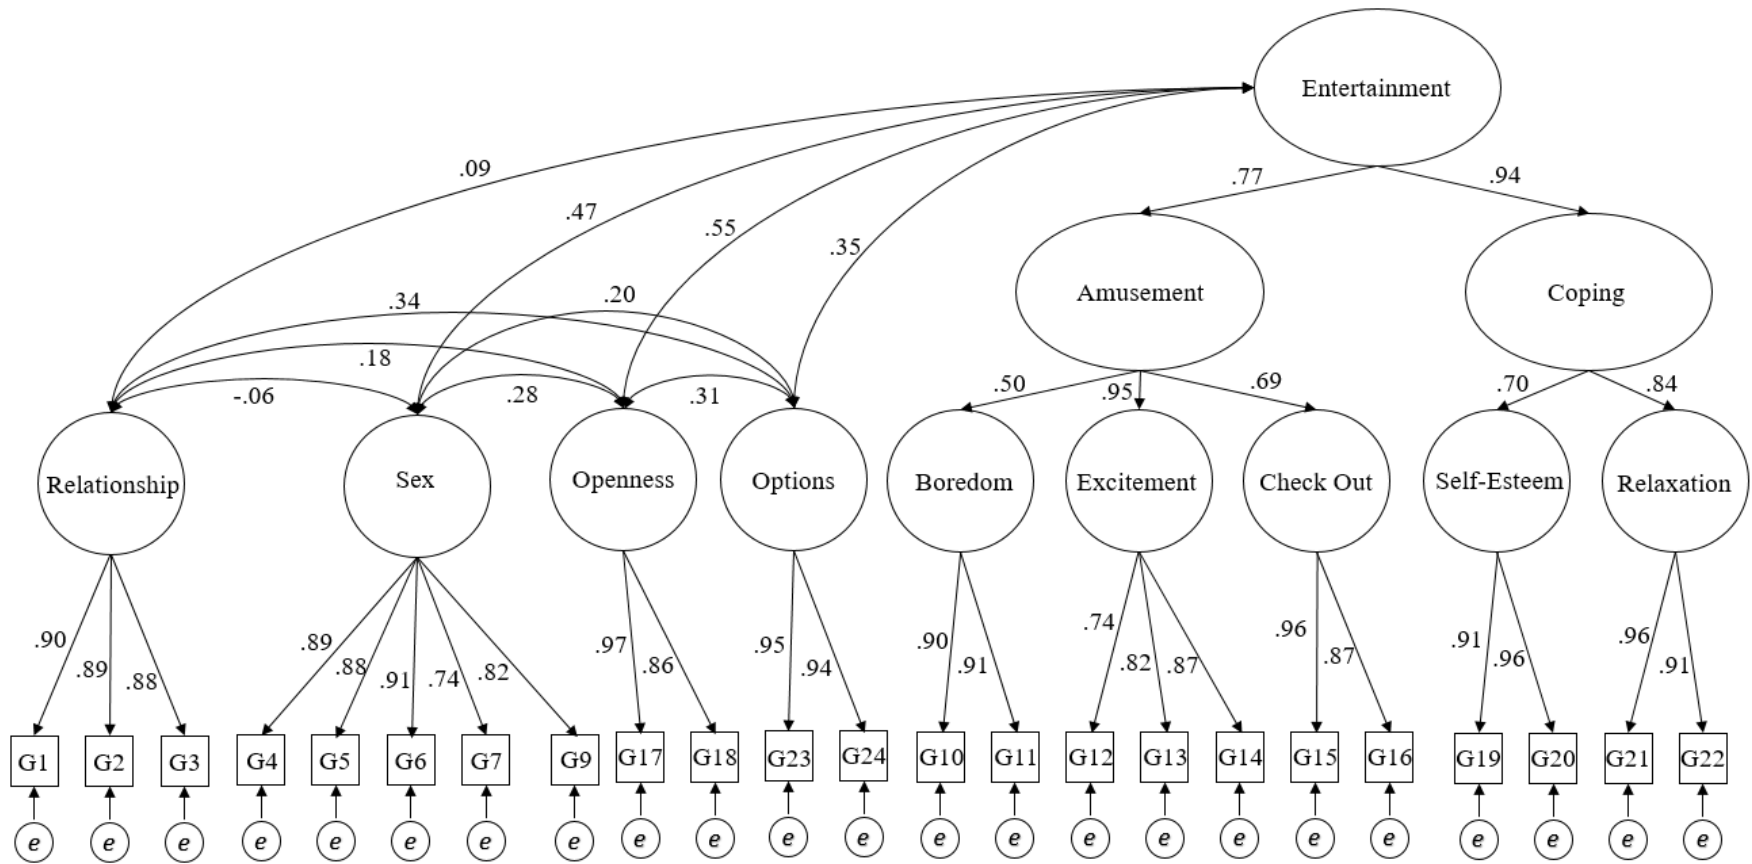 Entertainment
.09
.77
.94
.47
.55
.35
.34
.20
Amusement
Coping
.18
-.06
.28
.31
.50
.95
.69
.70
.84
Relationship
Sex
Openness
Options
Boredom
Excitement
Check Out
Self-Esteem
Relaxation
.90
.89
.88
.89
.88
.91
.74
.82
.97
.86
.95
.94
.90
.91
.74
.82
.87
.96
.87
.91
.96
.96
.91
G1 G2 G3 G4 G5 G6 G7 G9 G17 G18 G23 G24 G10 G11 G12 G13 G14 G15 G16 G19 G20 G21 G22
e e e e e e e e e e e e e e e e e e e e e e e